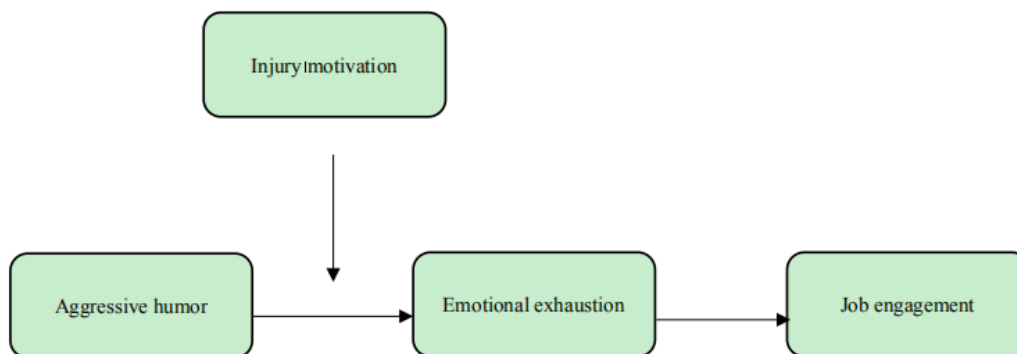 Injury motivation
Aggressive humor
Emotional exhaustion
Job engagement